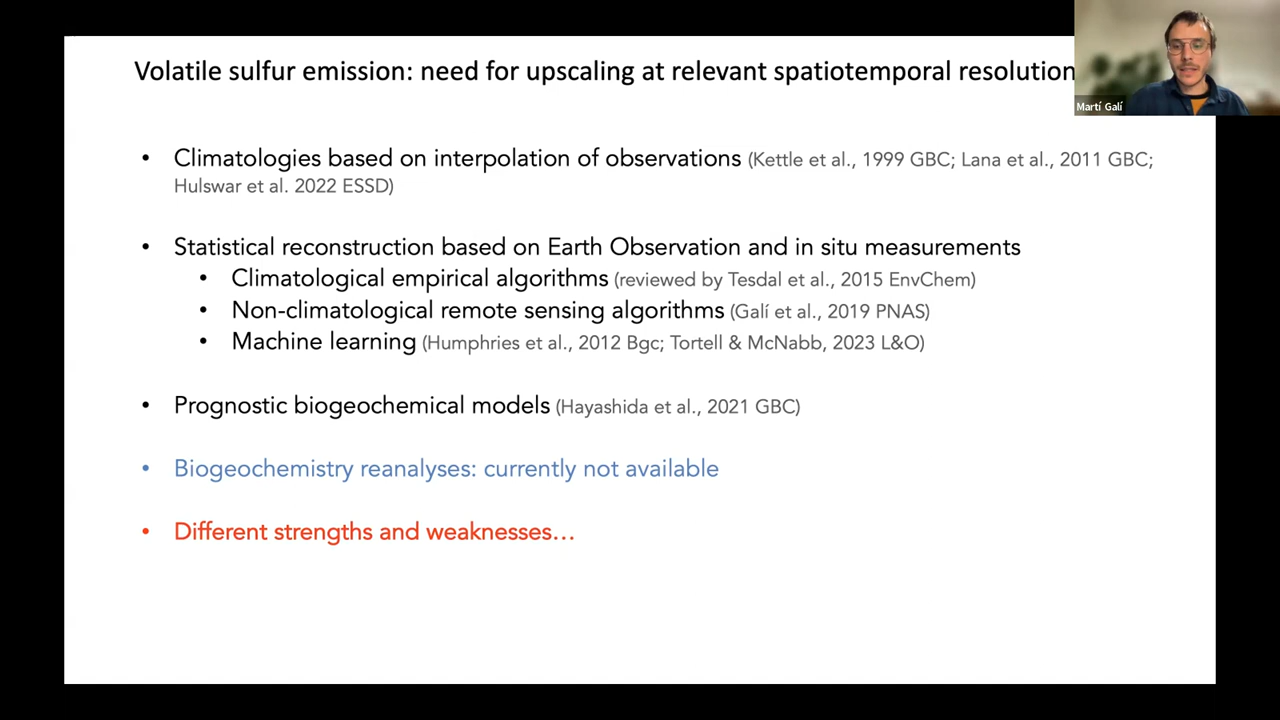 Volatile sulfur emission: need for upscaling at relevant spatiotemporal resolution
Martí Galí
• Climatologies based on interpolation of observations (Kettle et al., 1999 GBC; Lana et al., 2011 GBC;
Hulswar et al. 2022 ESSD)
• Statistical reconstruction based on Earth Observation and in situ measurements
• Climatological empirical algorithms (reviewed by Tesdal et al., 2015 EnvChem)
• Non-climatological remote sensing algorithms (Galí et al., 2019 PNAS)
• Machine learning (Humphries et al., 2012 Bgc; Tortell & McNabb, 2023 L&O)
• Prognostic biogeochemical models (Hayashida et al., 2021 GBC)
• Biogeochemistry reanalyses: currently not available
• Different strengths and weaknesses…